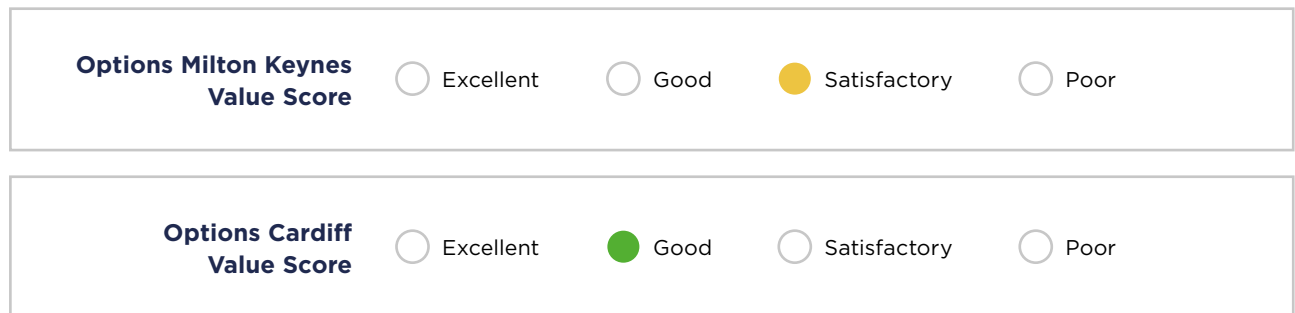 Options Milton Keynes
Value Score
Excellent Good Satisfactory Poor
Options Cardiff
Value Score
Excellent Good Satisfactory Poor